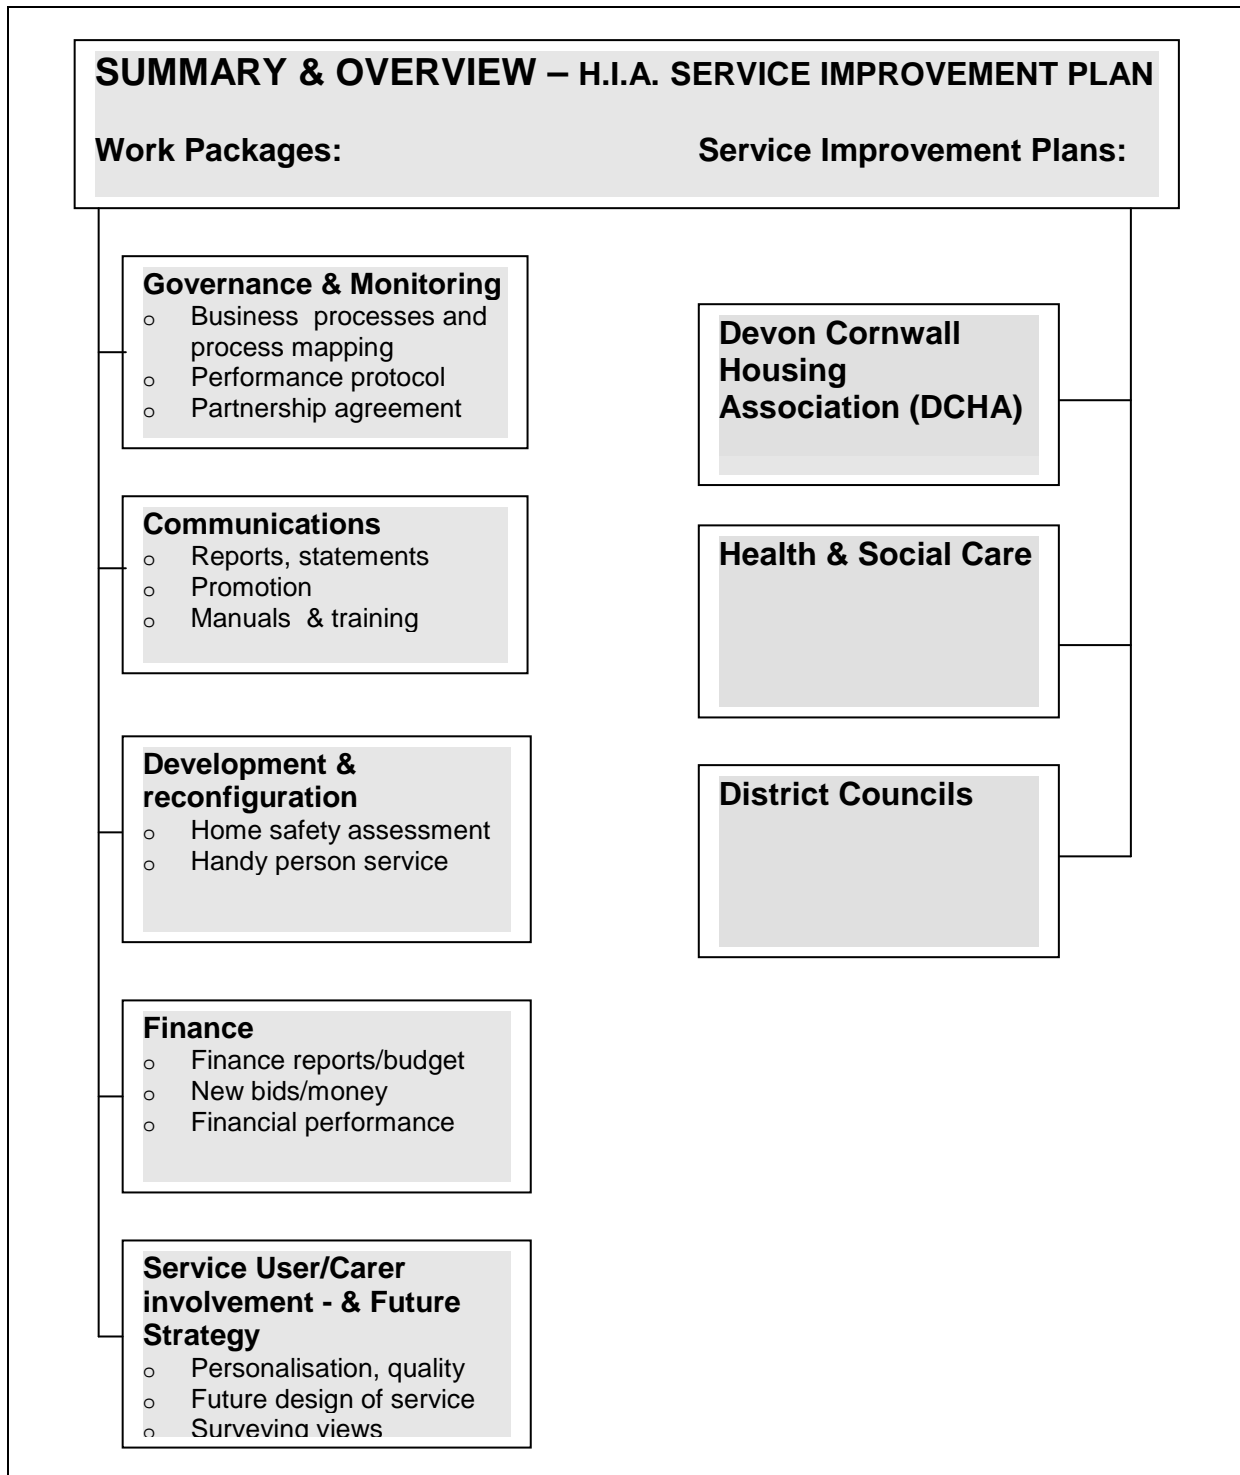 SUMMARY & OVERVIEW – H.I.A. SERVICE IMPROVEMENT PLAN
Work Packages:
Service Improvement Plans:
Governance & Monitoring
o Business processes and
process mapping
o Performance protocol
o Partnership agreement
Communications
o Reports, statements
o Promotion
o Manuals & training
Development &
reconfiguration
o Home safety assessment
o Handy person service
Finance
o Finance reports/budget
o New bids/money
o Financial performance
Service User/Carer
involvement - & Future
Strategy
o Personalisation, quality
o Future design of service
o Surveying views
Devon Cornwall
Housing
Association (DCHA)
Health & Social Care
District Councils